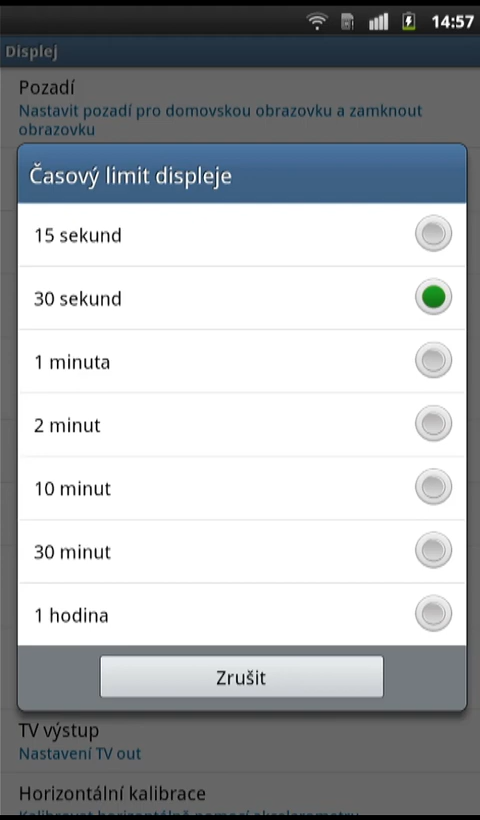 14:57
Displej
Pozadí
Nastavit pozadí pro domovskou obrazovku a zamknout
obrazovku
Časový limit displeje
15 sekund
30 sekund
1 minuta
2 minut
10 minut
30 minut
1 hodina
Zrušit
TV výstup
Nastavení TV out
Horizontální kalibrace